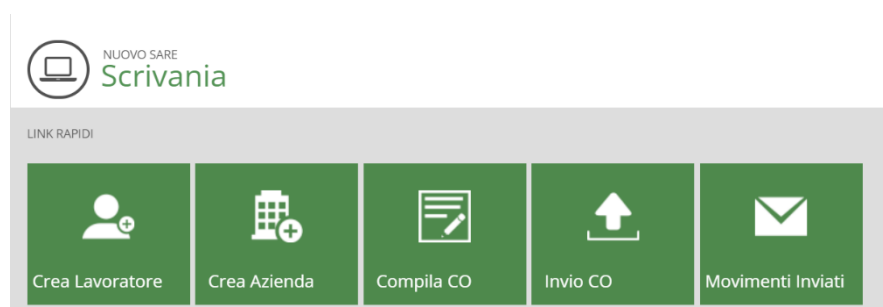 NUOVO SARE
Scrivania
LINK RAPIDI
Crea Lavoratore
Crea Azienda
Compila CO
Invio CO
Movimenti Inviati